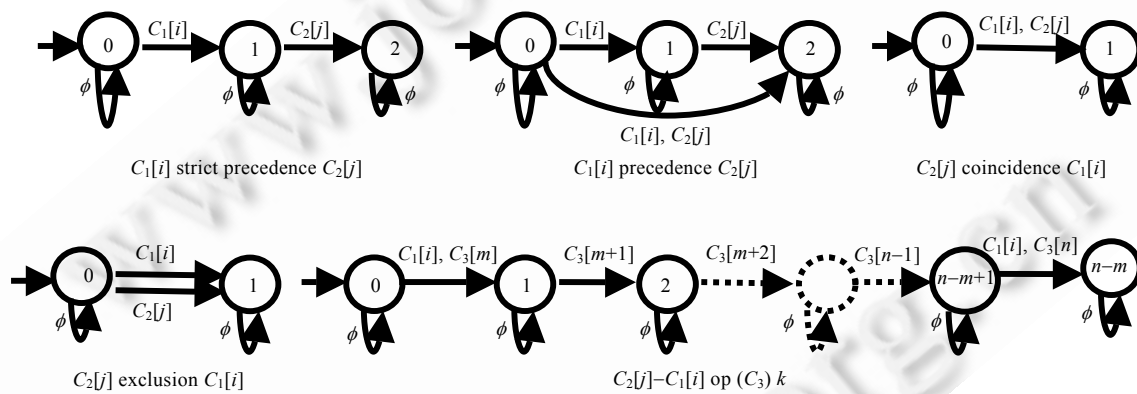 0 C₁[i] 1 C₂[j] 2
ϕ ϕ ϕ
C₁[i] strict precedence C₂[j]
0 C₁[i] 1 C₂[j] 2
ϕ ϕ ϕ
C₁[i], C₂[j]
C₁[i] precedence C₂[j]
0 C₁[i], C₂[j] 1
ϕ ϕ
C₂[j] coincidence C₁[i]
C₁[i]
0 1
C₂[j]
ϕ ϕ
C₂[j] exclusion C₁[i]
C₁[i], C₃[m] C₃[m+1] C₃[m+2] C₃[n−1] C₁[i], C₃[n]
0 1 2 n−m+1 n−m
ϕ ϕ ϕ ϕ ϕ ϕ
C₂[j]−C₁[i] op (C₃) k